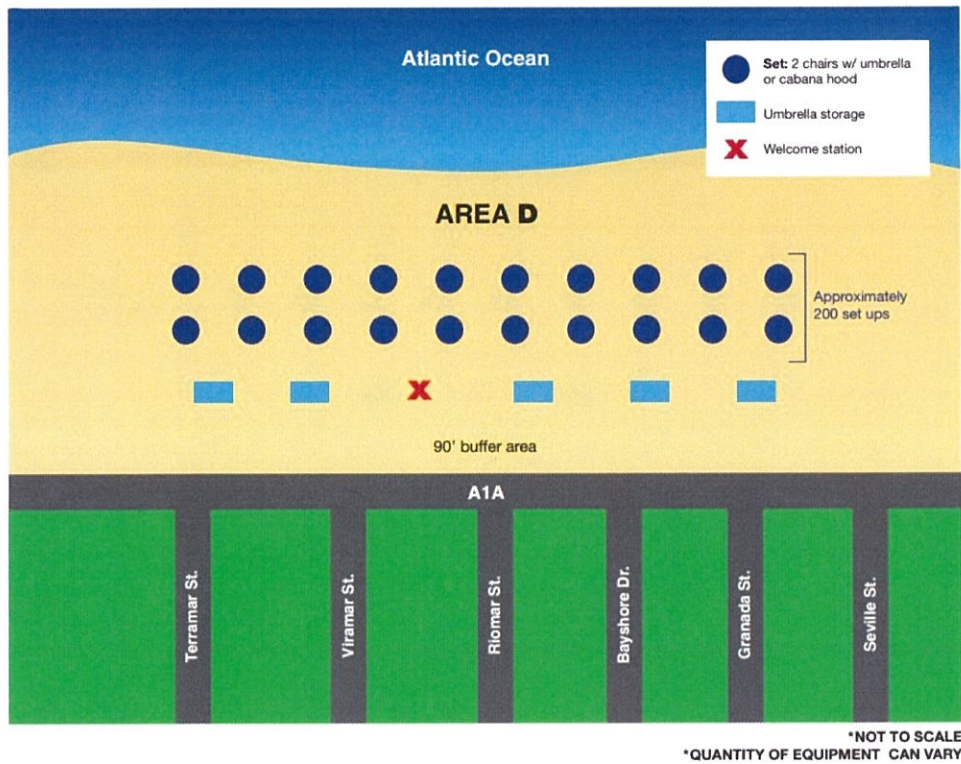 Atlantic Ocean
Set: 2 chairs w/ umbrella
or cabana hood
Umbrella storage
X Welcome station
AREA D
Approximately
200 set ups
X
90' buffer area
A1A
Terramar St.
Viramar St.
Riomar St.
Bayshore Dr.
Granada St.
Seville St.
*NOT TO SCALE
*QUANTITY OF EQUIPMENT CAN VARY